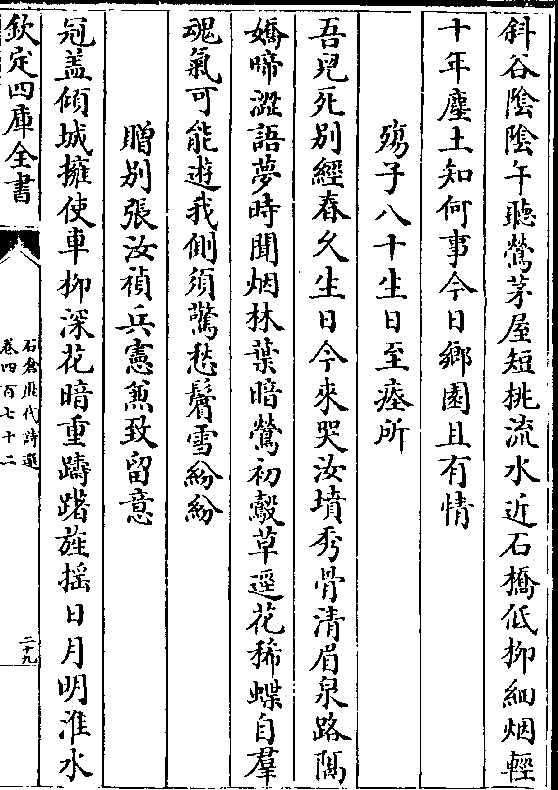 斜谷陰陰午聽鶯茅屋短挑流水近石橋低柳細烟輕
十年塵土知何事今日鄉園且有情
殤子八十生日至瘞所
吾兒死別經春久生日今來哭汝墳秀骨清眉泉路隔
嬌啼澀語夢時聞烟林葉暗鶯初鷇草逕花稀蝶自羣
魂氣可能遊我側須驚愁鬢雪紛紛
贈別張汝禎兵憲兼致留意
冠盖傾城擁使車柳深花暗重躊躇旌揺日月明淮水
欽定四庫全書
石倉歷代詩選
卷四百七十二
二十九